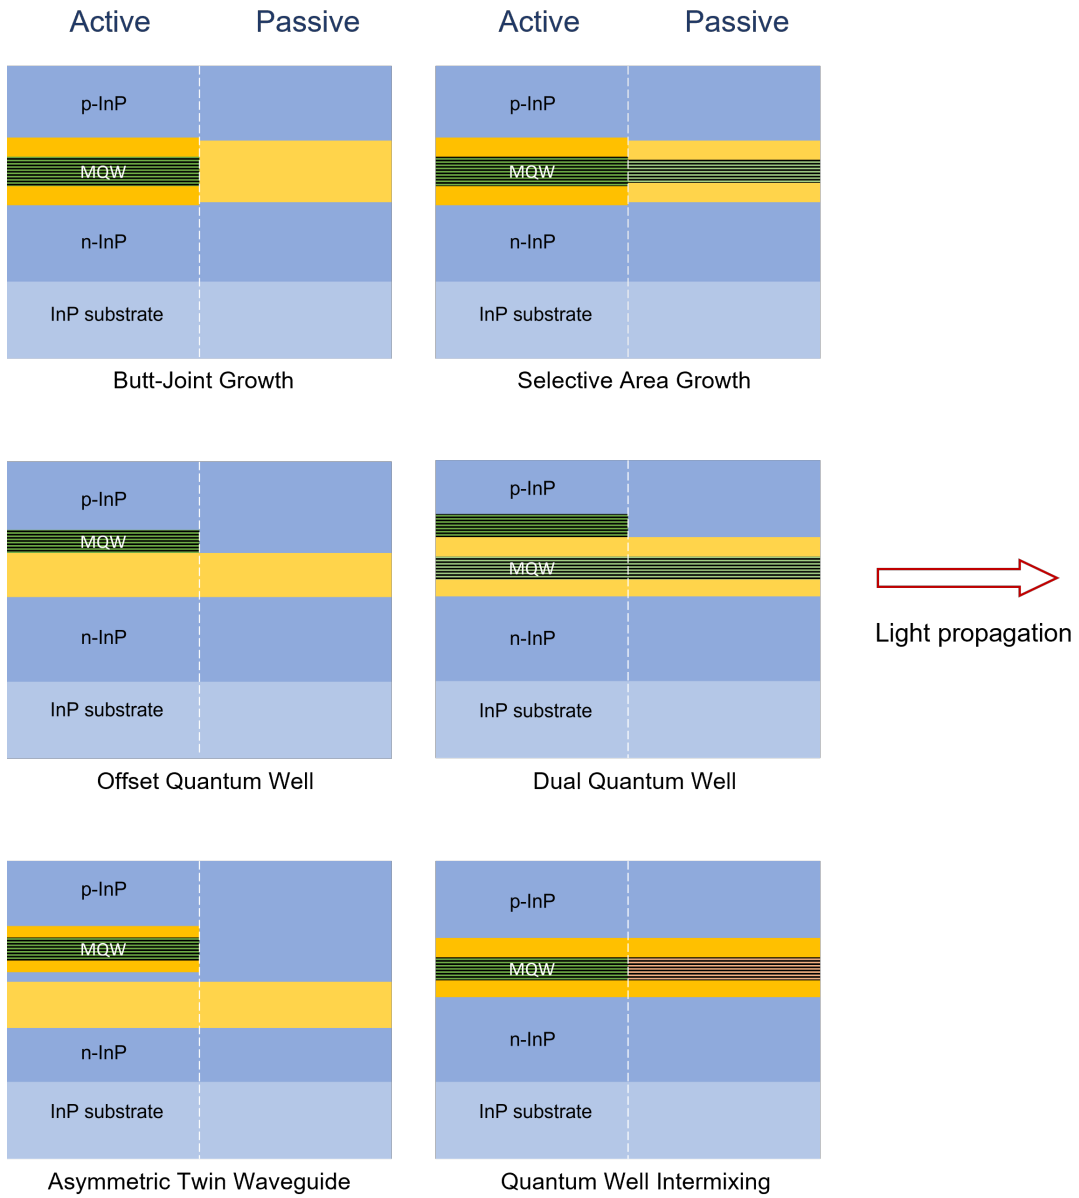 Active Passive Active Passive
p-InP p-InP
MQW MQW
n-InP n-InP
InP substrate InP substrate
Butt-Joint Growth Selective Area Growth
p-InP p-InP
MQW MQW
n-InP n-InP
InP substrate InP substrate
Light propagation
Offset Quantum Well Dual Quantum Well
p-InP p-InP
MQW MQW
n-InP n-InP
InP substrate InP substrate
Asymmetric Twin Waveguide Quantum Well Intermixing